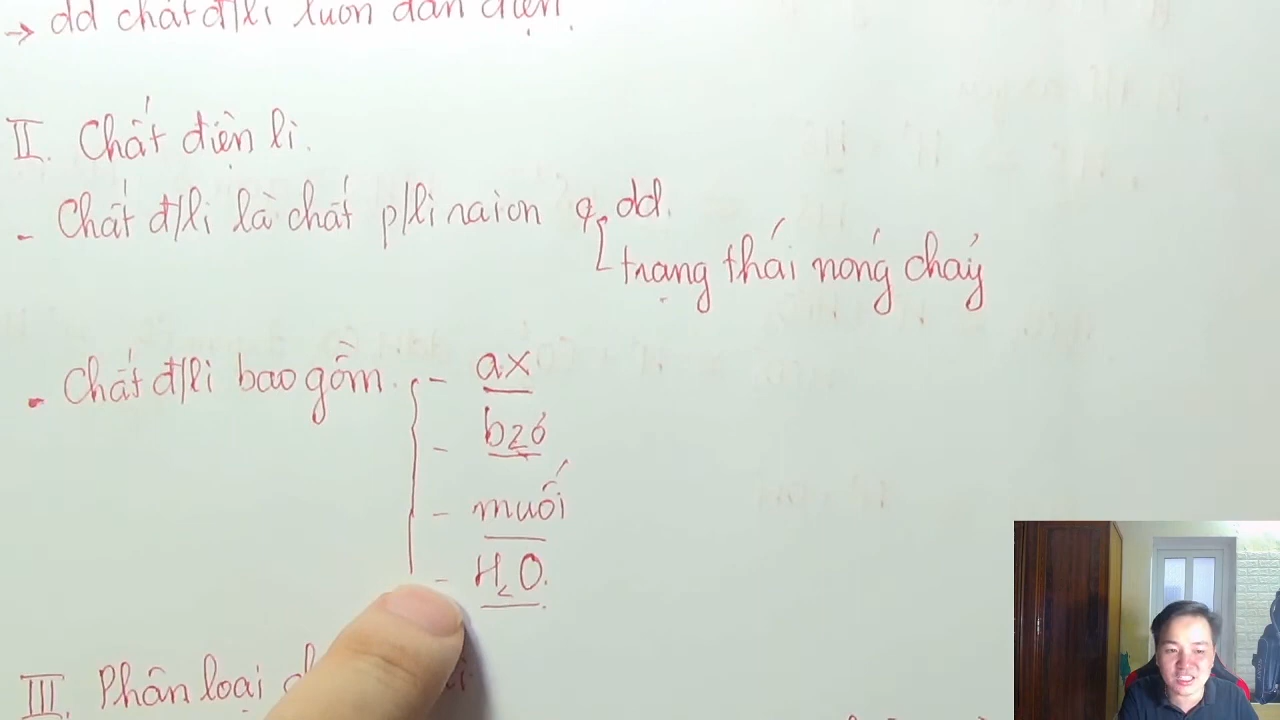 → dd chất đ/li luôn dẫn điện.
II. Chất điện li.
- Chất đ/li là chất p/li ra ion q dd.
trạng thái nóng chảy
- Chất đ/li bao gồm - ax
- bzơ
- muối
- H2O.
III. Phân loại